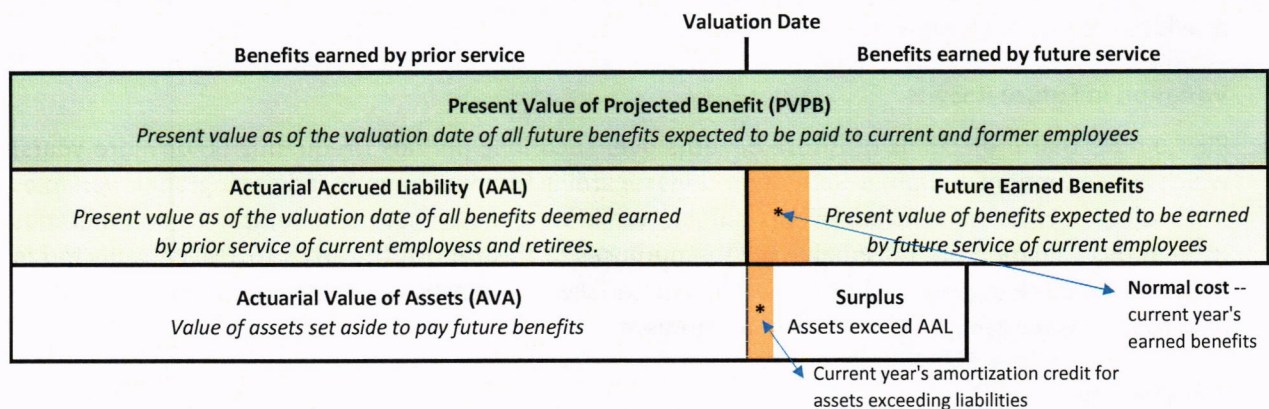 Valuation Date
Benefits earned by prior service
Benefits earned by future service
Present Value of Projected Benefit (PVPB)
Present value as of the valuation date of all future benefits expected to be paid to current and former employees
Actuarial Accrued Liability (AAL)
Present value as of the valuation date of all benefits deemed earned
by prior service of current employess and retirees.
*
Future Earned Benefits
Present value of benefits expected to be earned
by future service of current employees
Actuarial Value of Assets (AVA)
Value of assets set aside to pay future benefits
*
Surplus
Assets exceed AAL
Normal cost --
current year's
earned benefits
Current year's amortization credit for
assets exceeding liabilities